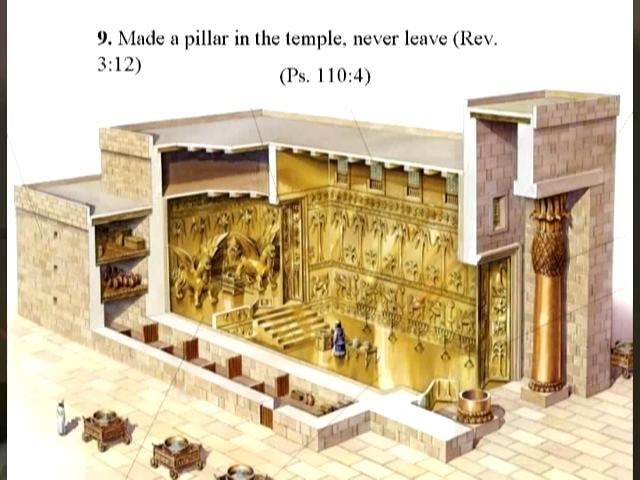 9. Made a pillar in the temple, never leave (Rev.
3:12)
(Ps. 110:4)